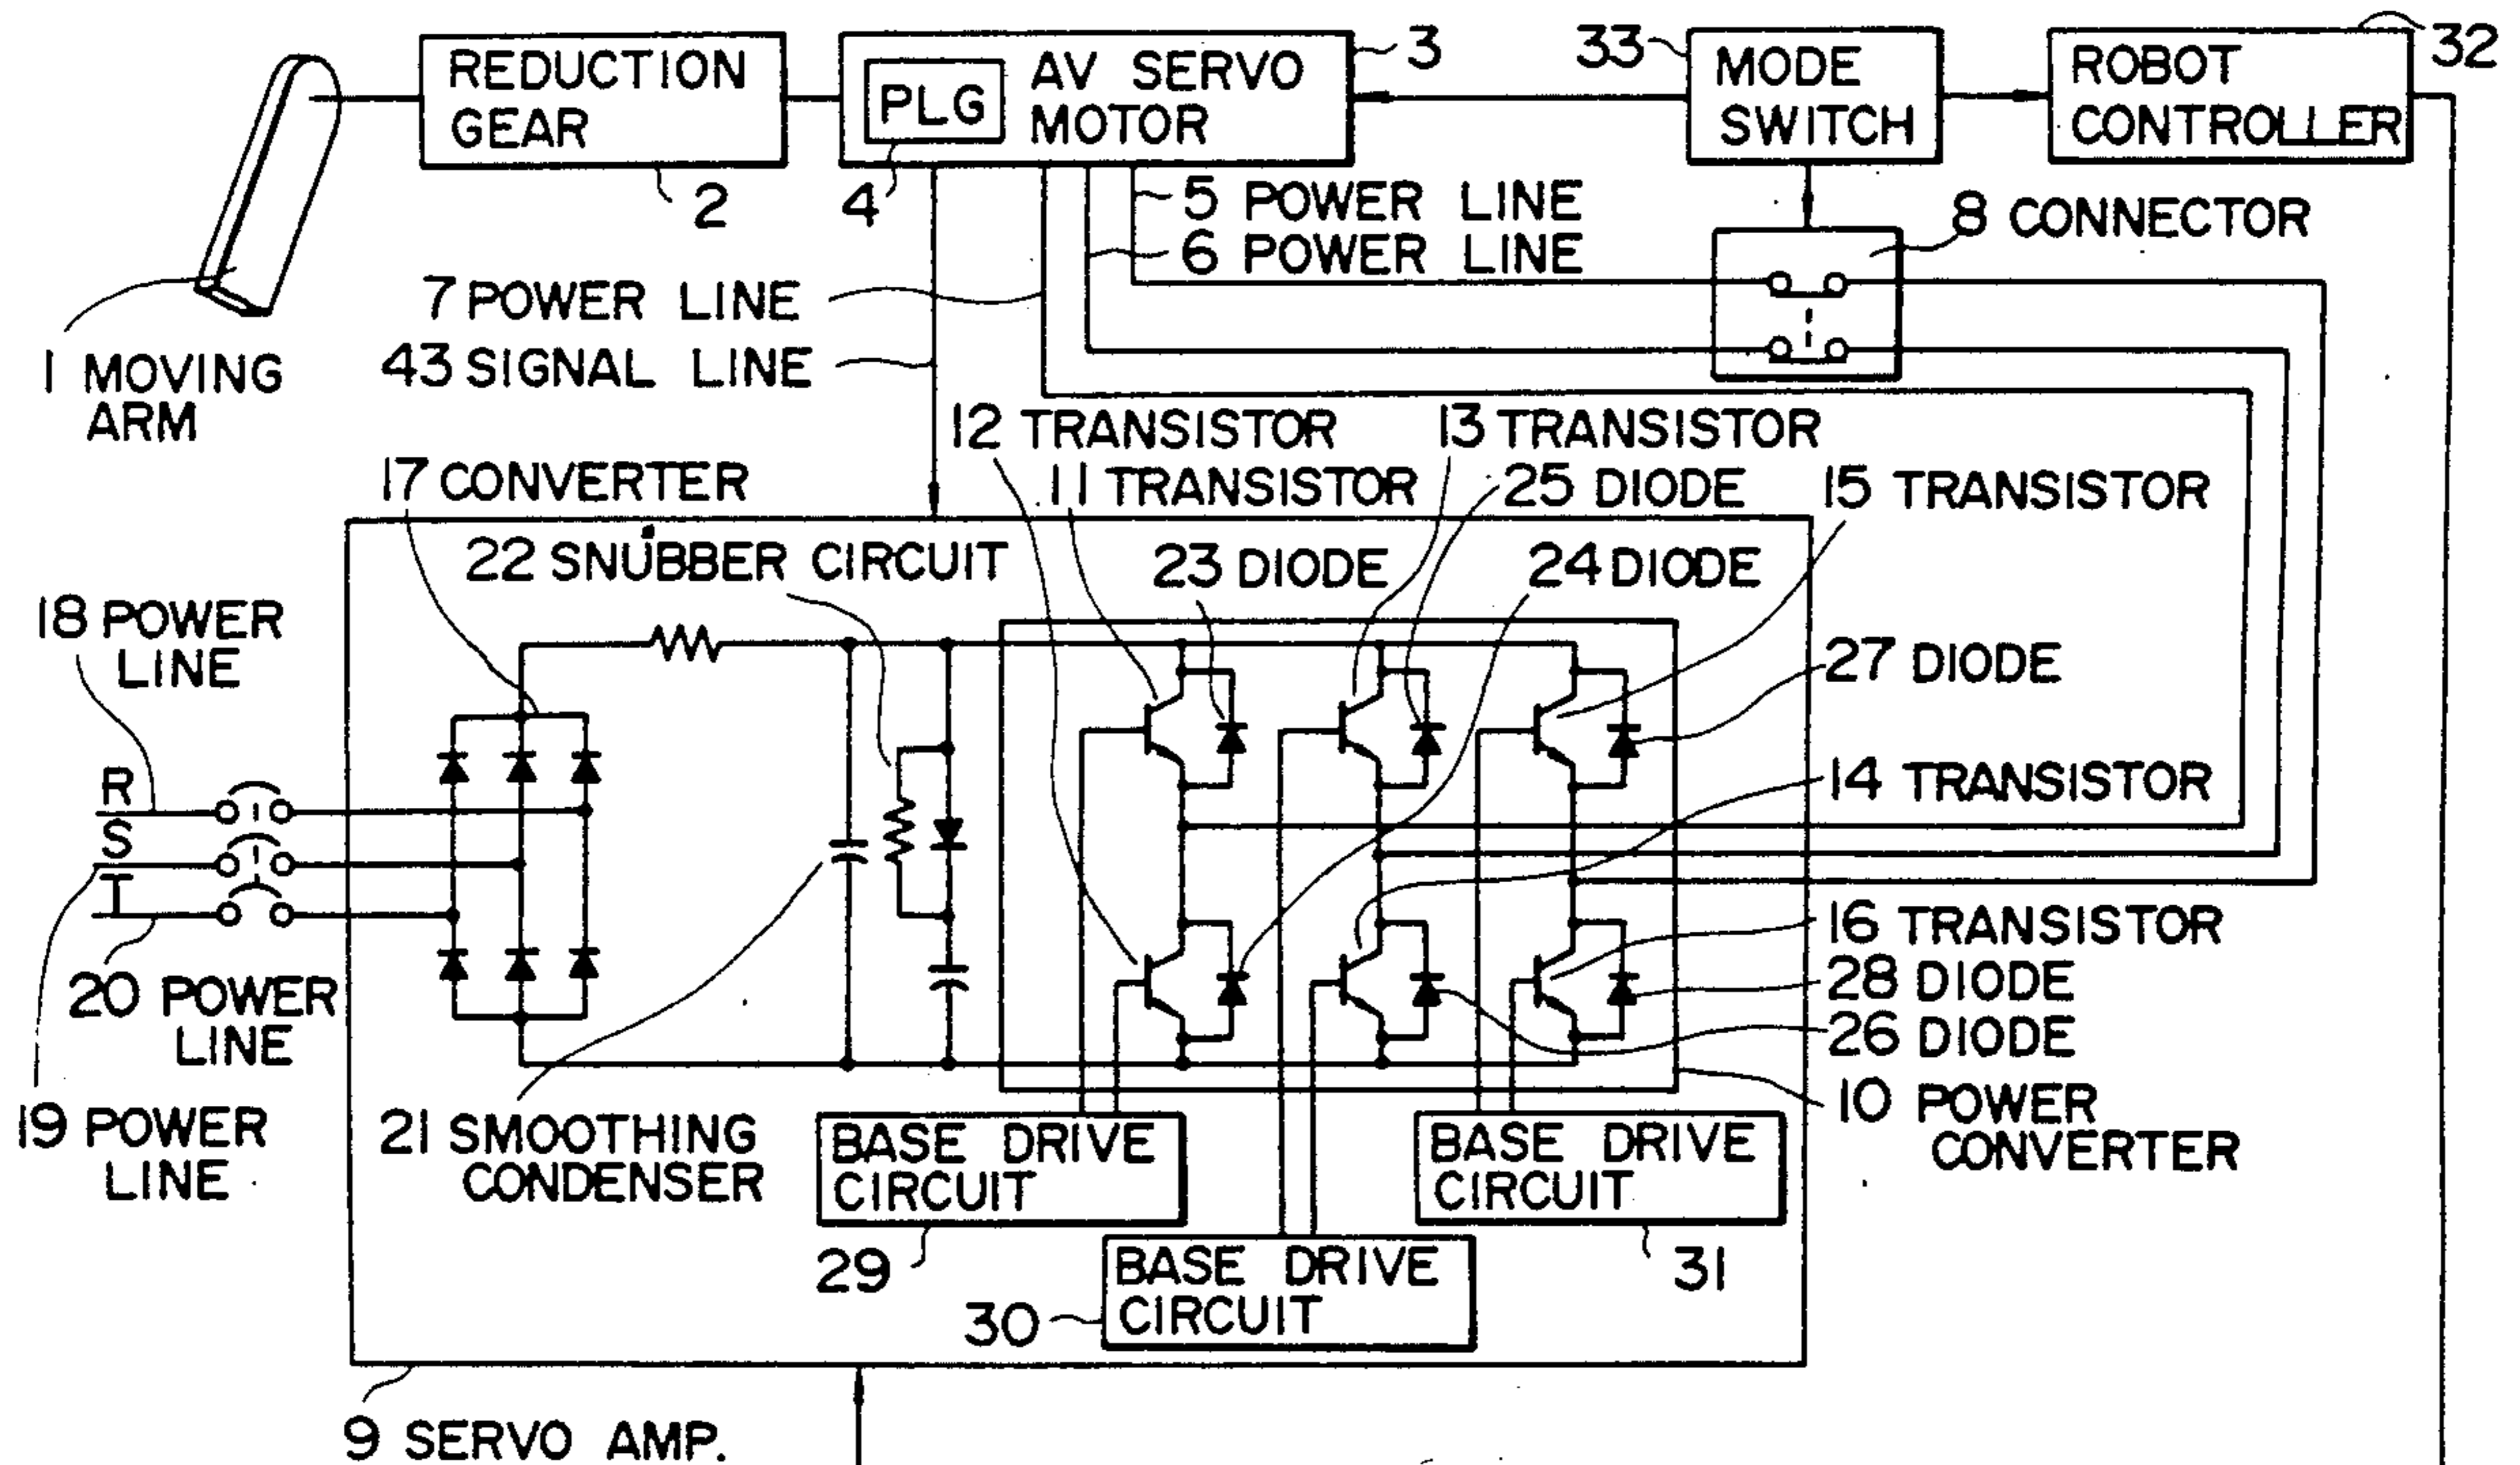 REDUCTION
GEAR
2
PLG
4
AV SERVO
MOTOR
3
33
MODE
SWITCH
ROBOT
CONTROLLER
32
5 POWER LINE
6 POWER LINE
8 CONNECTOR
7 POWER LINE
43 SIGNAL LINE
1 MOVING
ARM
12 TRANSISTOR
13 TRANSISTOR
17 CONVERTER
11 TRANSISTOR
25 DIODE
15 TRANSISTOR
22 SNUBBER CIRCUIT
23 DIODE
24 DIODE
18 POWER
LINE
27 DIODE
R
S
T
14 TRANSISTOR
16 TRANSISTOR
20 POWER
LINE
28 DIODE
26 DIODE
19 POWER
LINE
21 SMOOTHING
CONDENSER
BASE DRIVE
CIRCUIT
29
BASE DRIVE
CIRCUIT
30
BASE DRIVE
CIRCUIT
31
10 POWER
CONVERTER
9 SERVO AMP.